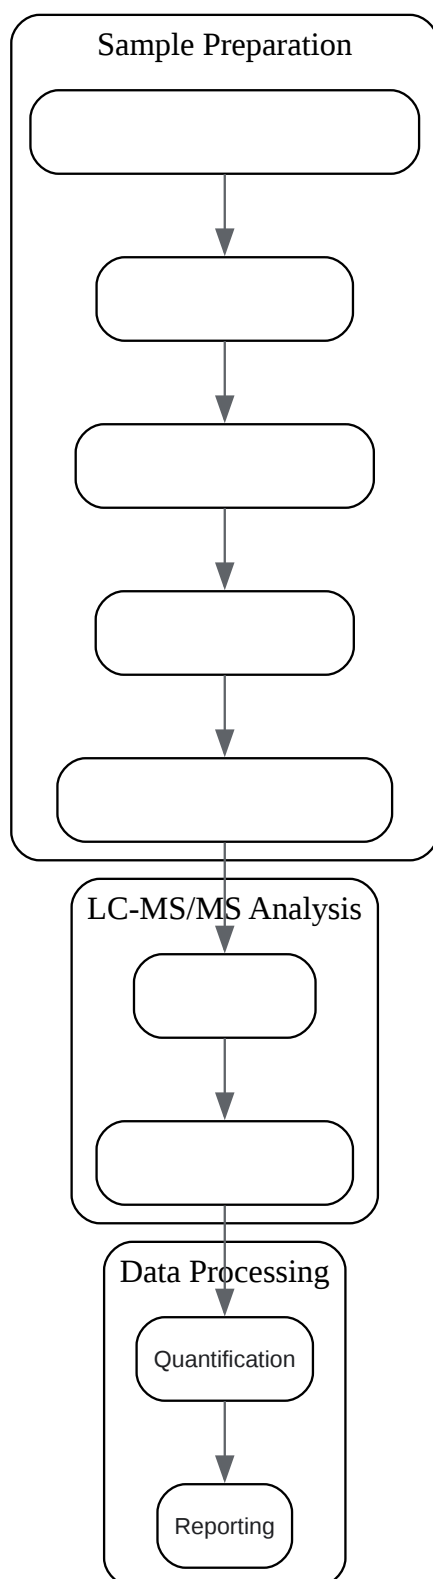 Sample Preparation
LC-MS/MS Analysis
Data Processing
Quantification
Reporting